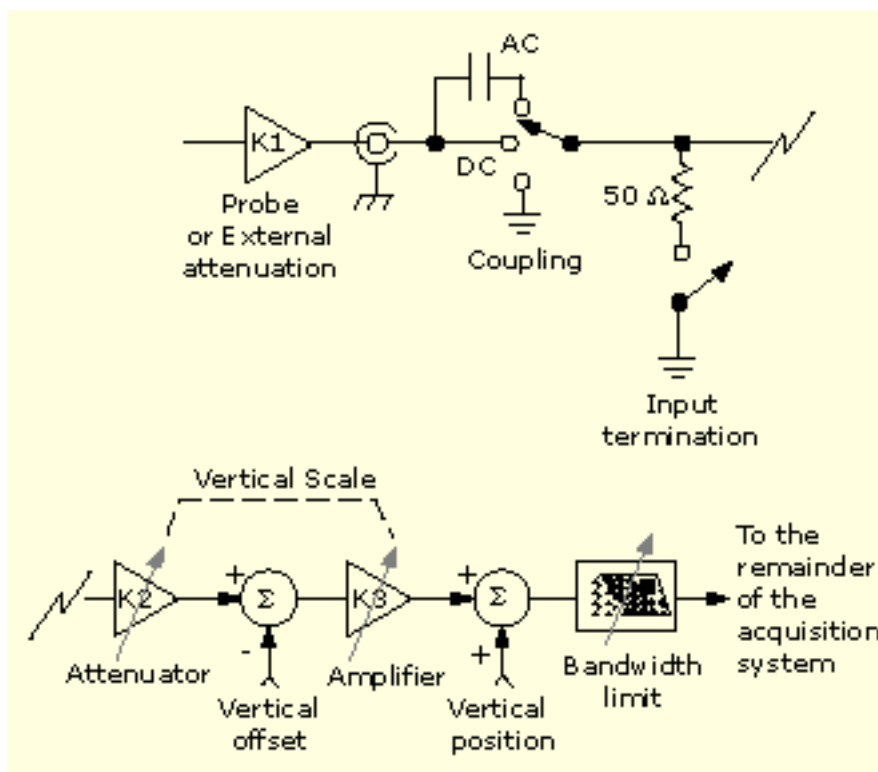 AC
K1
DC
50 Ω
Probe
or External
attenuation
Coupling
Input
termination
Vertical Scale
To the
remainder
of the
acquisition
system
+
+
K2
Σ
K3
Σ
-
+
Attenuator
Amplifier
Bandwidth
limit
Vertical
offset
Vertical
position